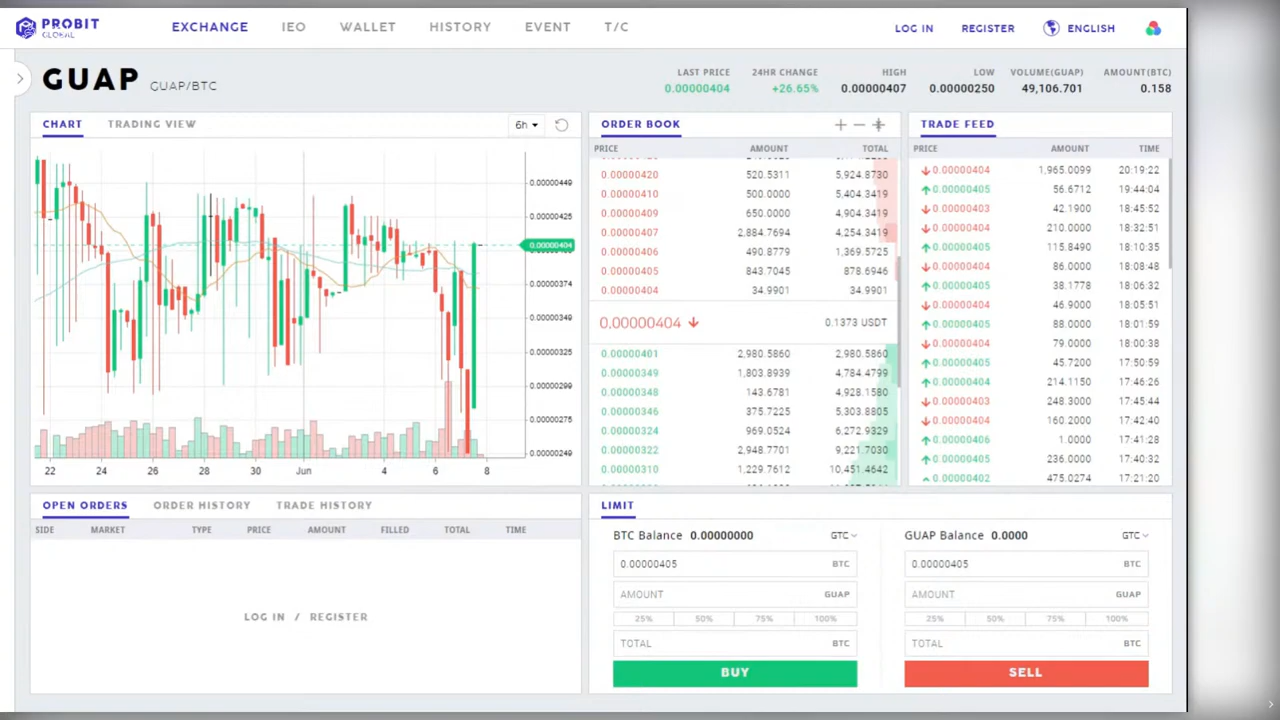 PROBIT GLOBAL EXCHANGE IEO WALLET HISTORY EVENT T/C LOG IN REGISTER ENGLISH
GUAP GUAP/BTC
LAST PRICE 24HR CHANGE HIGH LOW VOLUME(GUAP) AMOUNT(BTC)
0.00000404 +26.65% 0.00000407 0.00000250 49,106.701 0.158
CHART TRADING VIEW 6h
0.00000449
0.00000425
0.00000404
0.00000374
0.00000349
0.00000325
0.00000299
0.00000275
0.00000249
22 24 26 28 30 Jun 4 6 8
ORDER BOOK
PRICE AMOUNT TOTAL
0.00000420 520.5311 5,924.8730
0.00000410 500.0000 5,404.3419
0.00000409 650.0000 4,904.3419
0.00000407 2,884.7694 4,254.3419
0.00000406 490.8779 1,369.5725
0.00000405 843.7045 878.6946
0.00000404 34.9901 34.9901
0.00000404 0.1373 USDT
0.00000401 2,980.5860 2,980.5860
0.00000349 1,803.8939 4,784.4799
0.00000348 143.6781 4,928.1580
0.00000346 375.7225 5,303.8805
0.00000324 969.0524 6,272.9329
0.00000322 2,948.7701 9,221.7030
0.00000310 1,229.7612 10,451.4642
TRADE FEED
PRICE AMOUNT TIME
0.00000404 1,965.0099 20:19:22
0.00000405 56.6712 19:44:04
0.00000403 42.1900 18:45:52
0.00000404 210.0000 18:32:51
0.00000405 115.8490 18:10:35
0.00000404 86.0000 18:08:48
0.00000405 38.1778 18:06:32
0.00000404 46.9000 18:05:51
0.00000405 88.0000 18:01:59
0.00000404 79.0000 18:00:38
0.00000405 45.7200 17:50:59
0.00000404 214.1150 17:46:26
0.00000403 248.3000 17:45:44
0.00000404 160.2000 17:42:40
0.00000406 1.0000 17:41:28
0.00000405 236.0000 17:40:32
0.00000402 475.0274 17:21:20
OPEN ORDERS ORDER HISTORY TRADE HISTORY
SIDE MARKET TYPE PRICE AMOUNT FILLED TOTAL TIME
LOG IN / REGISTER
LIMIT
BTC Balance 0.00000000 GTC
0.00000405 BTC
AMOUNT GUAP
25% 50% 75% 100%
TOTAL BTC
BUY
GUAP Balance 0.0000 GTC
0.00000405 BTC
AMOUNT GUAP
25% 50% 75% 100%
TOTAL BTC
SELL